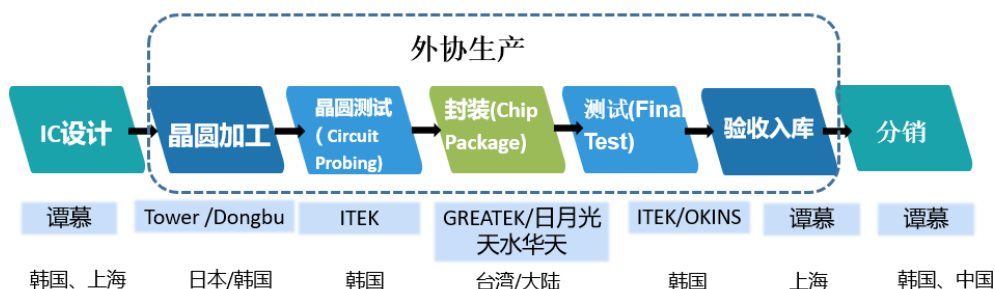 外协生产
IC设计
晶圆加工
晶圆测试
( Circuit
Probing)
封装(Chip
Package)
测试(Final
Test)
验收入库
分销
谭慕
Tower /Dongbu
ITEK
GREATEK/日月光
天水华天
ITEK/OKINS
谭慕
谭慕
韩国、上海
日本/韩国
韩国
台湾/大陆
韩国
上海
韩国、中国